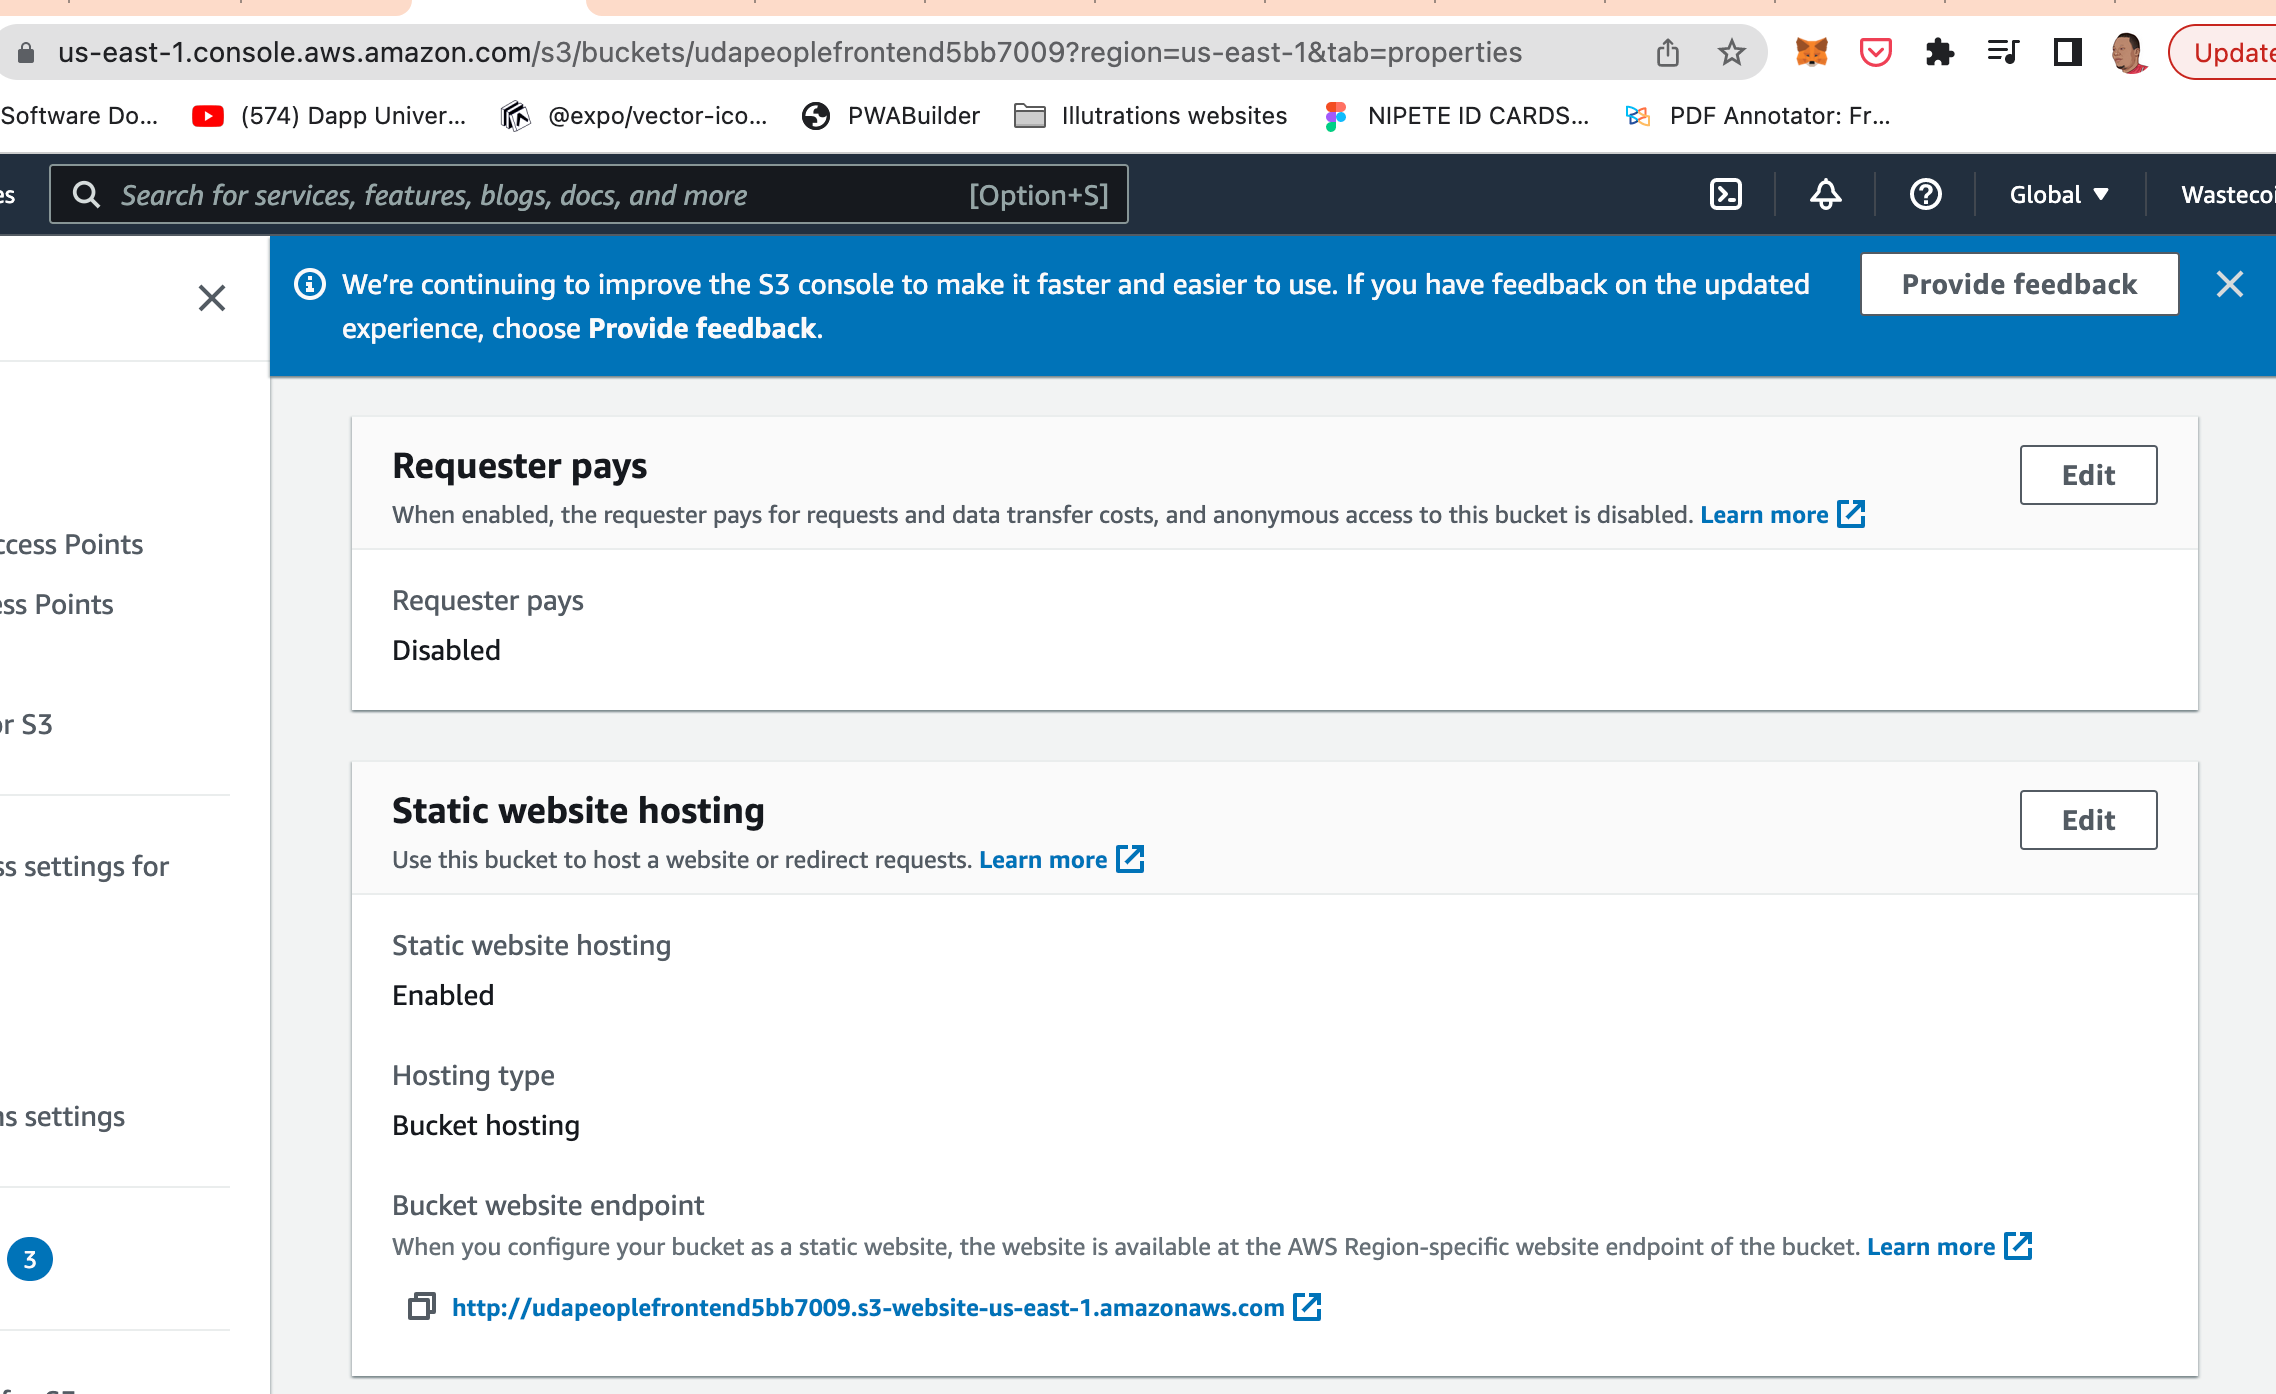 us-east-1.console.aws.amazon.com/s3/buckets/udapeoplefrontend5bb7009?region=us-east-1&tab=properties
Update
Software Do...
(574) Dapp Univer...
@expo/vector-ico...
PWABuilder
Illutrations websites
NIPETE ID CARDS...
PDF Annotator: Fr...
es
Search for services, features, blogs, docs, and more
[Option+S]
Global
Wasteco
We're continuing to improve the S3 console to make it faster and easier to use. If you have feedback on the updated
experience, choose Provide feedback.
Provide feedback
ccess Points
ess Points
or S3
ss settings for
ns settings
3
Requester pays
When enabled, the requester pays for requests and data transfer costs, and anonymous access to this bucket is disabled. Learn more
Edit
Requester pays
Disabled
Static website hosting
Use this bucket to host a website or redirect requests. Learn more
Edit
Static website hosting
Enabled
Hosting type
Bucket hosting
Bucket website endpoint
When you configure your bucket as a static website, the website is available at the AWS Region-specific website endpoint of the bucket. Learn more
http://udapeoplefrontend5bb7009.s3-website-us-east-1.amazonaws.com